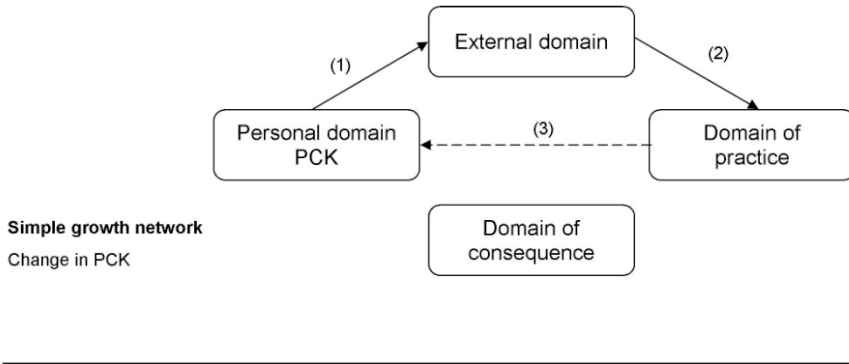 External domain
(1)
(2)
Personal domain
PCK
(3)
Domain of
practice
Domain of
consequence
Simple growth network
Change in PCK